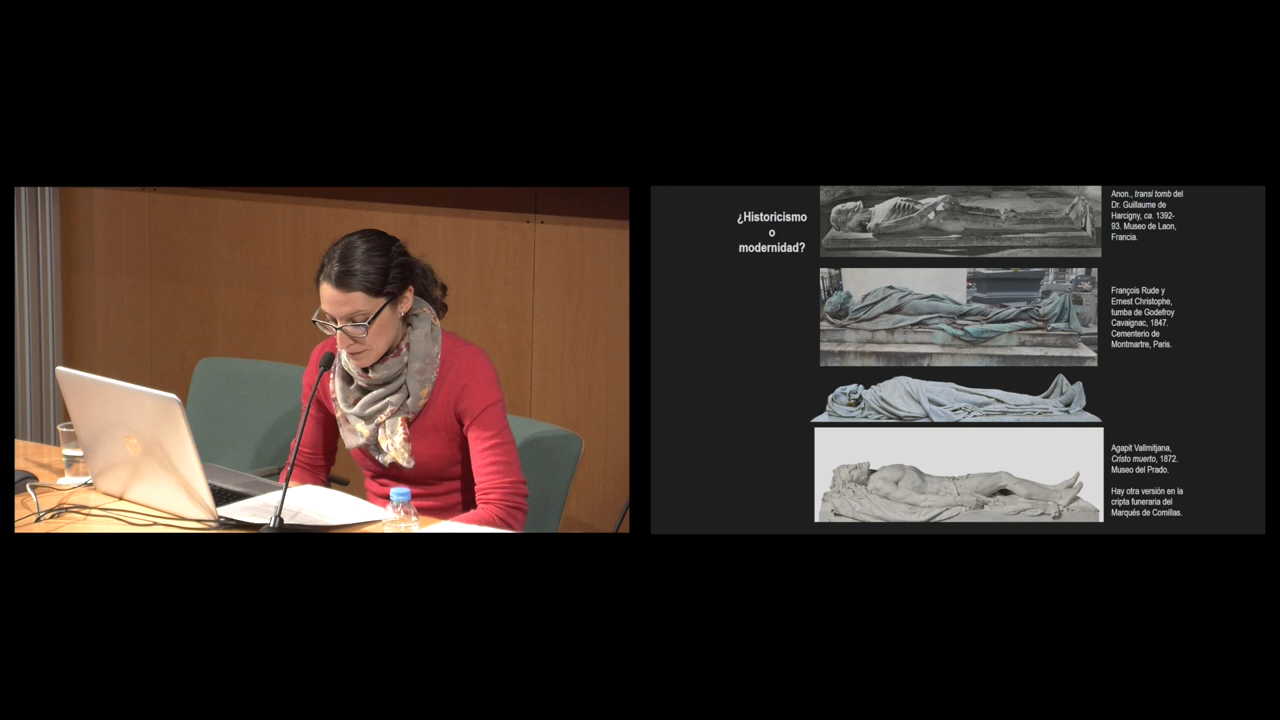 ¿Historicismo
o
modernidad?
Anon., transi tomb del
Dr. Guillaume de
Harcigny, ca. 1392-
93. Museo de Laon,
Francia.
François Rude y
Ernest Christophe,
tumba de Godefroy
Cavaignac, 1847.
Cementerio de
Montmartre, Paris.
Agapit Vallmitjana,
Cristo muerto, 1872.
Museo del Prado.
Hay otra versión en la
cripta funeraria del
Marqués de Comillas.